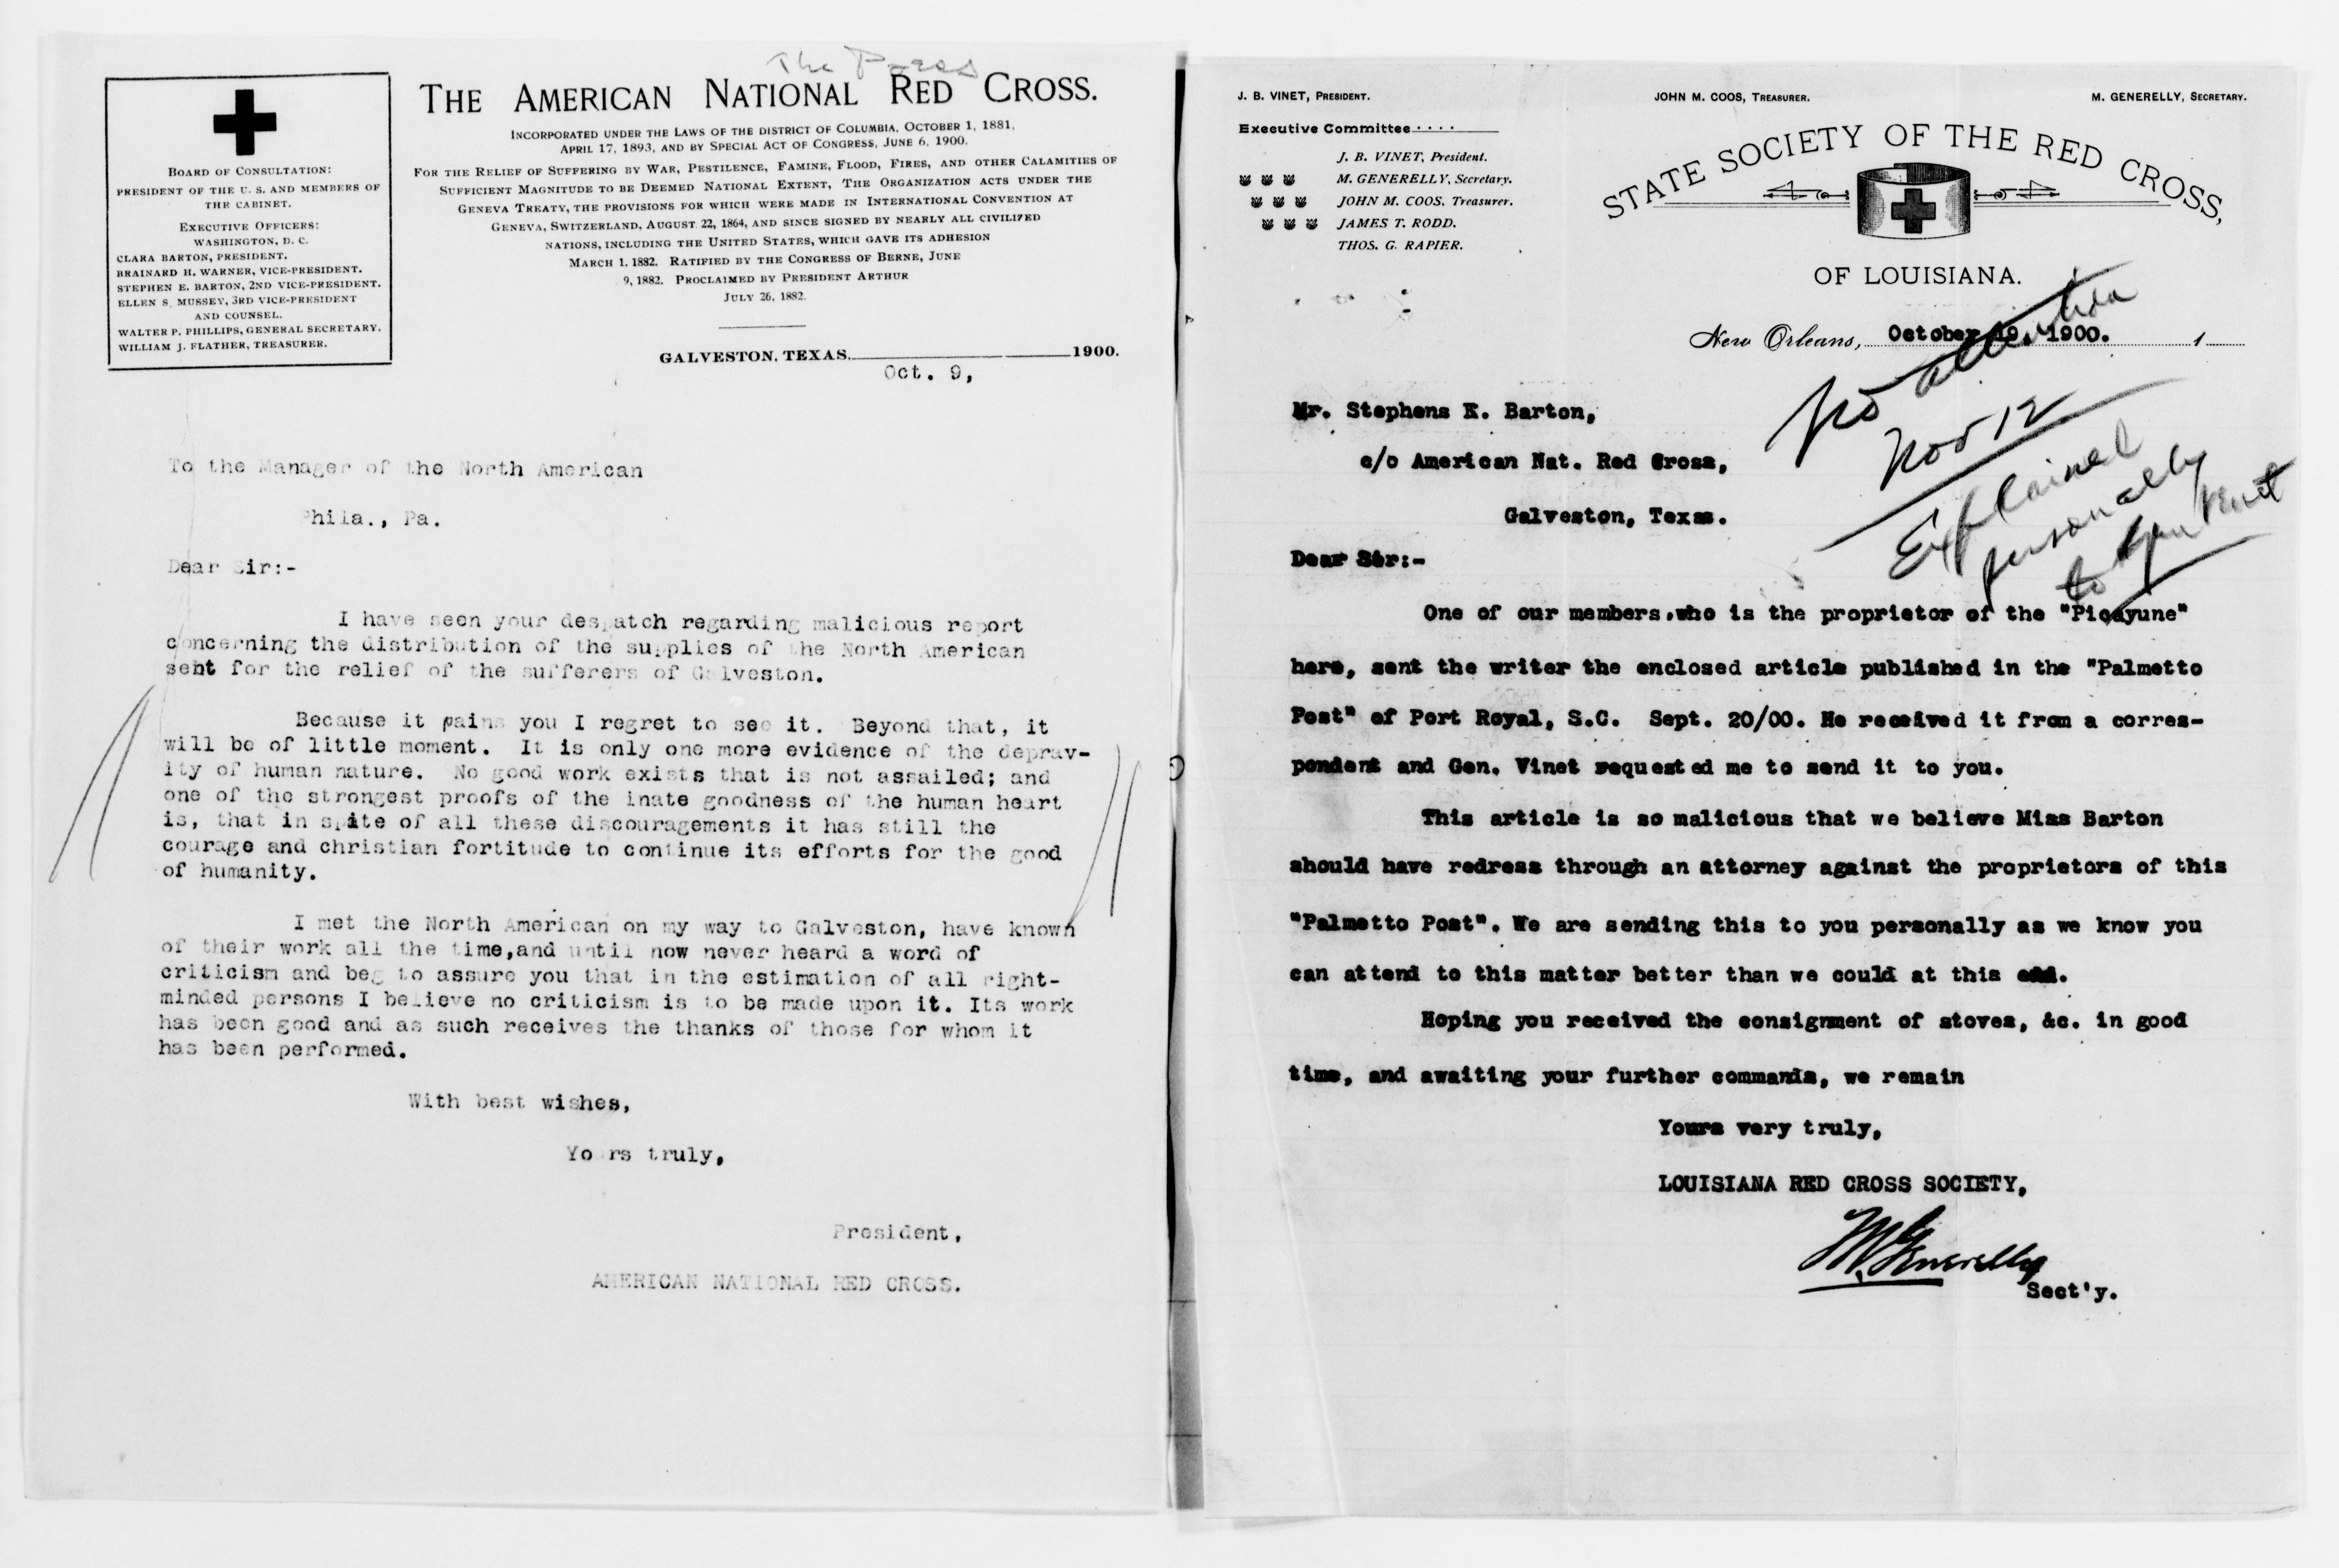 The Press
THE AMERICAN NATIONAL RED CROSS.
INCORPORATED UNDER THE LAWS OF THE DISTRICT OF COLUMBIA, OCTOBER 1, 1881,
APRIL 17, 1893, AND BY SPECIAL ACT OF CONGRESS, JUNE 6, 1900.
FOR THE RELIEF OF SUFFERING BY WAR, PESTILENCE, FAMINE, FLOOD, FIRES, AND OTHER CALAMITIES OF
SUFFICIENT MAGNITUDE TO BE DEEMED NATIONAL EXTENT, THE ORGANIZATION ACTS UNDER THE
GENEVA TREATY, THE PROVISIONS FOR WHICH WERE MADE IN INTERNATIONAL CONVENTION AT
GENEVA, SWITZERLAND, AUGUST 22, 1864, AND SINCE SIGNED BY NEARLY ALL CIVILIZED
NATIONS, INCLUDING THE UNITED STATES, WHICH GAVE ITS ADHESION
MARCH 1, 1882. RATIFIED BY THE CONGRESS OF BERNE, JUNE
9, 1882. PROCLAIMED BY PRESIDENT ARTHUR
JULY 26, 1882.
BOARD OF CONSULTATION:
PRESIDENT OF THE U. S. AND MEMBERS OF
THE CABINET.
EXECUTIVE OFFICERS:
WASHINGTON, D. C.
CLARA BARTON, PRESIDENT.
BRAINARD H. WARNER, VICE-PRESIDENT.
STEPHEN E. BARTON, 2ND VICE-PRESIDENT.
ELLEN S. MUSSEY, 3RD VICE-PRESIDENT
AND COUNSEL.
WALTER P. PHILLIPS, GENERAL SECRETARY.
WILLIAM J. FLATHER, TREASURER.
GALVESTON, TEXAS, 1900.
Oct. 9,
To the Manager of the North American
Phila., Pa.
Dear Sir:-
I have seen your despatch regarding malicious report
concerning the distribution of the supplies of the North American
sent for the relief of the sufferers of Galveston.
Because it pains you I regret to see it. Beyond that, it
will be of little moment. It is only one more evidence of the deprav-
ity of human nature. No good work exists that is not assailed; and
one of the strongest proofs of the inate goodness of the human heart
is, that in spite of all these discouragements it has still the
courage and christian fortitude to continue its efforts for the good
of humanity.
I met the North American on my way to Galveston, have known
of their work all the time,and until now never heard a word of
criticism and beg to assure you that in the estimation of all right-
minded persons I believe no criticism is to be made upon it. Its work
has been good and as such receives the thanks of those for whom it
has been performed.
With best wishes,
Yours truly,
President,
AMERICAN NATIONAL RED CROSS.
J. B. VINET, PRESIDENT. JOHN M. COOS, TREASURER. M. GENERELLY, SECRETARY.
Executive Committee
J. B. VINET, President.
M. GENERELLY, Secretary.
JOHN M. COOS, Treasurer.
JAMES T. RODD.
THOS. G. RAPIER.
STATE SOCIETY OF THE RED CROSS,
OF LOUISIANA.
New Orleans, October 19, 1900. 1
No attention
Nov 12
Explained
personally
to Gen Vinet
Mr. Stephens E. Barton,
c/o American Nat. Red Cross,
Galveston, Texas.
Dear Sir:-
One of our members,who is the proprietor of the "Picayune"
here, sent the writer the enclosed article published in the "Palmetto
Post" of Port Royal, S.C. Sept. 20/00. He received it from a corres-
pondent and Gen. Vinet requested me to send it to you.
This article is so malicious that we believe Miss Barton
should have redress through an attorney against the proprietors of this
"Palmetto Post". We are sending this to you personally as we know you
can attend to this matter better than we could at this end.
Hoping you received the consignment of stoves, &c. in good
time, and awaiting your further commands, we remain
Yours very truly,
LOUISIANA RED CROSS SOCIETY,
M. Generelly
Sect'y.